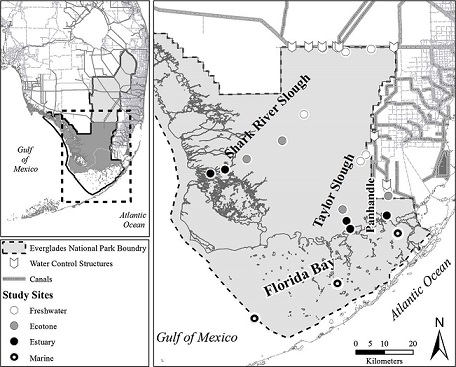 Gulf
of
Mexico
Atlantic
Ocean
Everglades National Park Boundry
Water Control Structures
Canals
Study Sites
Freshwater
Ecotone
Estuary
Marine
Shark River Slough
Taylor Slough
Panhandle
Florida Bay
Gulf of Mexico
Atlantic Ocean
N
10 5 0 10 20
Kilometers